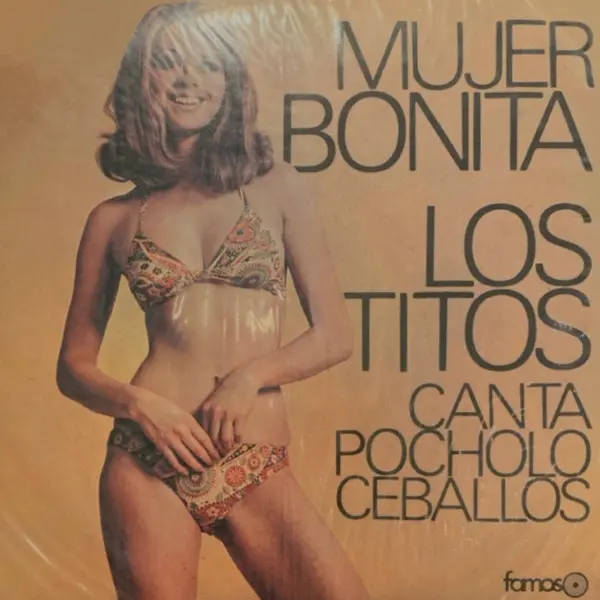 MUJER
BONITA
LOS
TITOS
CANTA
POCHOLO
CEBALLOS
famoso